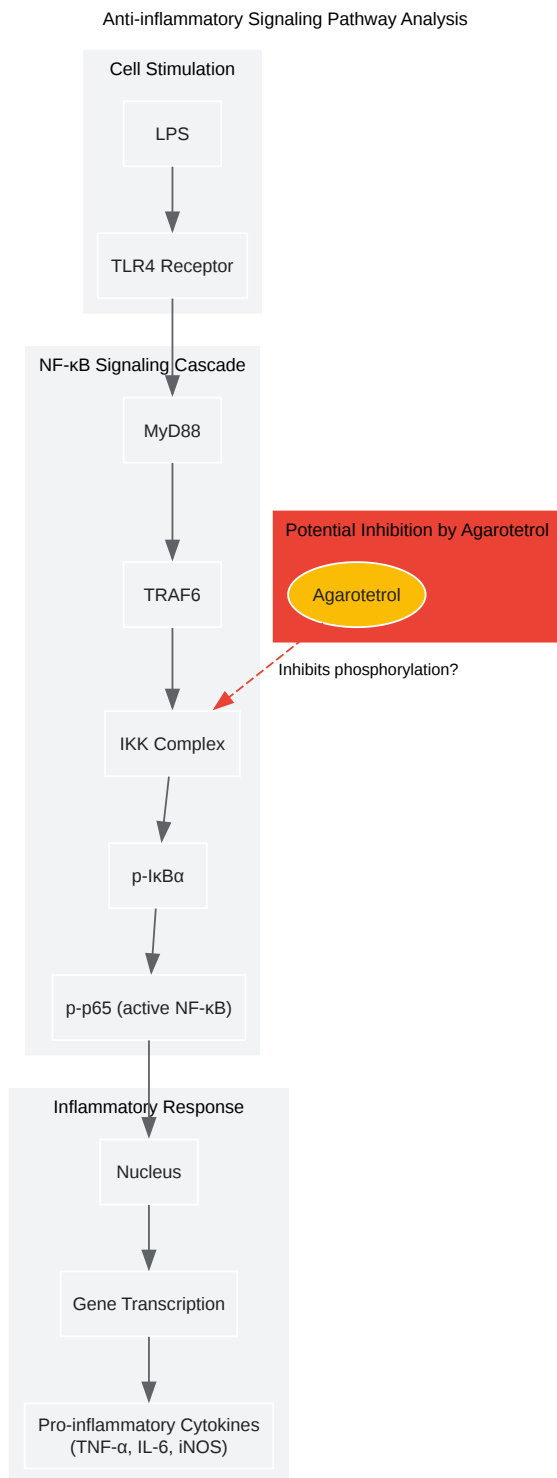 Anti-inflammatory Signaling Pathway Analysis
Cell Stimulation
LPS
TLR4 Receptor
NF-κB Signaling Cascade
MyD88
Potential Inhibition by Agarotetrol
TRAF6
Agarotetrol
Inhibits phosphorylation?
IKK Complex
p-IκBα
p-p65 (active NF-κB)
Inflammatory Response
Nucleus
Gene Transcription
Pro-inflammatory Cytokines
(TNF-α, IL-6, iNOS)